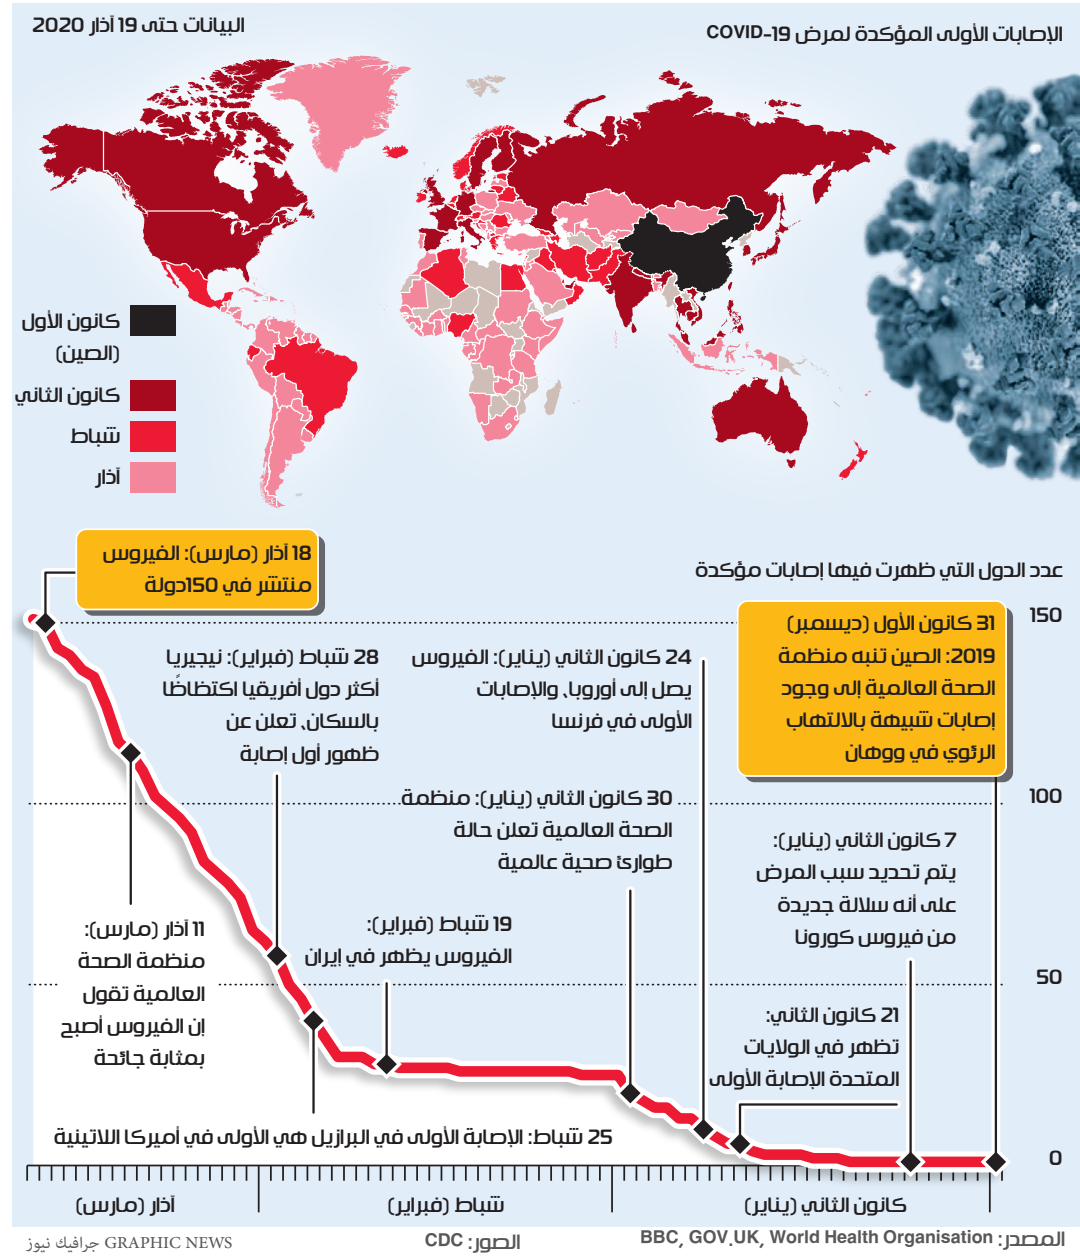 الإصابات الأولى المؤكدة لمرض COVID-19
البيانات حتى 19 آذار 2020
كانون الأول
(الصين)
كانون الثاني
شباط
آذار
عدد الدول التي ظهرت فيها إصابات مؤكدة
150
100
50
0
31 كانون الأول (ديسمبر)
2019: الصين تنبه منظمة
الصحة العالمية إلى وجود
إصابات شبيهة بالالتهاب
الرئوي في ووهان
7 كانون الثاني (يناير):
يتم تحديد سبب المرض
على أنه سلالة جديدة
من فيروس كورونا
21 كانون الثاني:
تظهر في الولايات
المتحدة الإصابة الأولى
24 كانون الثاني (يناير): الفيروس
يصل إلى أوروبا، والإصابات
الأولى في فرنسا
30 كانون الثاني (يناير): منظمة
الصحة العالمية تعلن حالة
طوارئ صحية عالمية
19 شباط (فبراير):
الفيروس يظهر في إيران
25 شباط: الإصابة الأولى في البرازيل هي الأولى في أميركا اللاتينية
28 شباط (فبراير): نيجيريا
أكثر دول أفريقيا اكتظاظًا
بالسكان، تعلن عن
ظهور أول إصابة
11 آذار (مارس):
منظمة الصحة
العالمية تقول
إن الفيروس أصبح
بمثابة جائحة
18 آذار (مارس): الفيروس
منتشر في 150دولة
كانون الثاني (يناير)
شباط (فبراير)
آذار (مارس)
المصدر: BBC, GOV.UK, World Health Organisation
الصور: CDC
GRAPHIC NEWS جرافيك نيوز